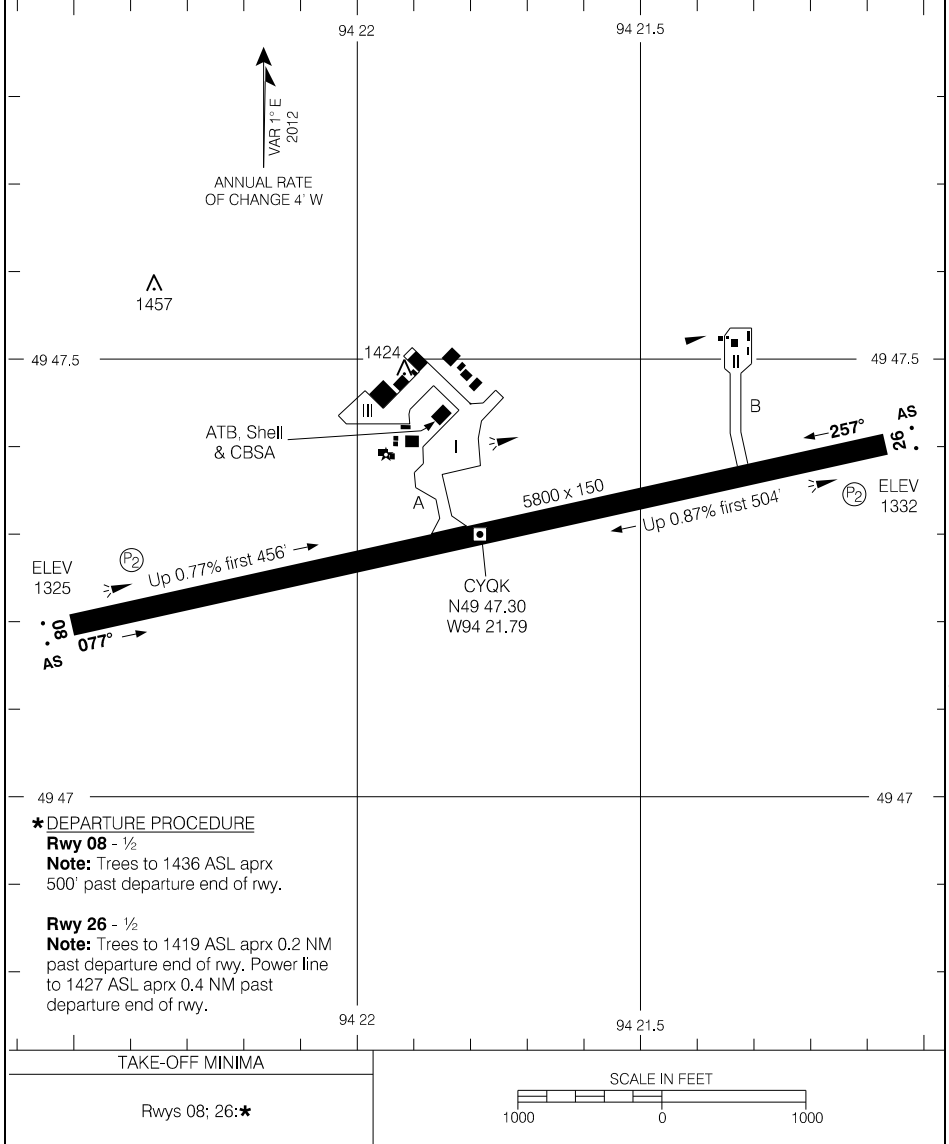 94 22
94 21.5
VAR 1° E
2012
ANNUAL RATE
OF CHANGE 4' W
1457
49 47.5
1424
49 47.5
III
II
B
ATB, Shell
& CBSA
I
A
AS
26
257°
5800 x 150
Up 0.87% first 504'
P2
ELEV
1332
ELEV
1325
P2
Up 0.77% first 456'
08
077°
AS
CYQK
N49 47.30
W94 21.79
49 47
49 47
*DEPARTURE PROCEDURE
Rwy 08 - ½
Note: Trees to 1436 ASL aprx
500' past departure end of rwy.
Rwy 26 - ½
Note: Trees to 1419 ASL aprx 0.2 NM
past departure end of rwy. Power line
to 1427 ASL aprx 0.4 NM past
departure end of rwy.
94 22
94 21.5
TAKE-OFF MINIMA
Rwys 08; 26:*
SCALE IN FEET
1000 0 1000